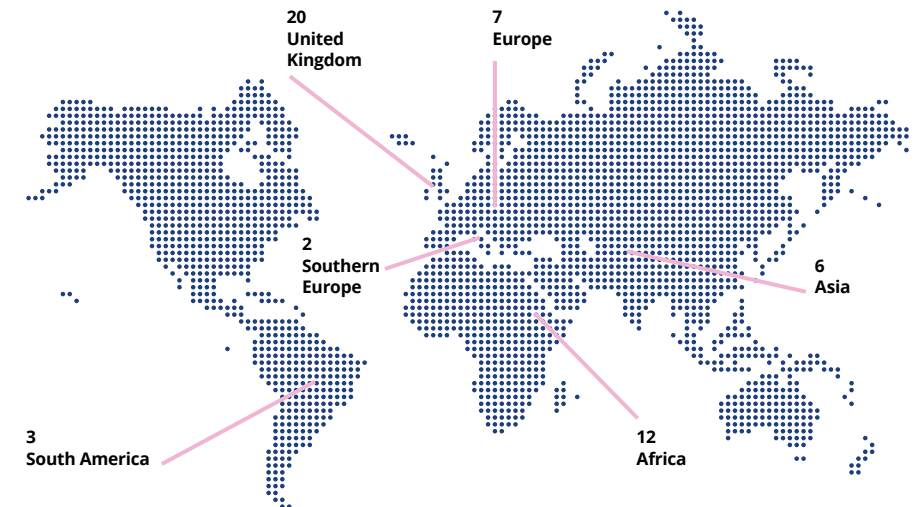 20
United
Kingdom
7
Europe
2
Southern
Europe
6
Asia
3
South America
12
Africa